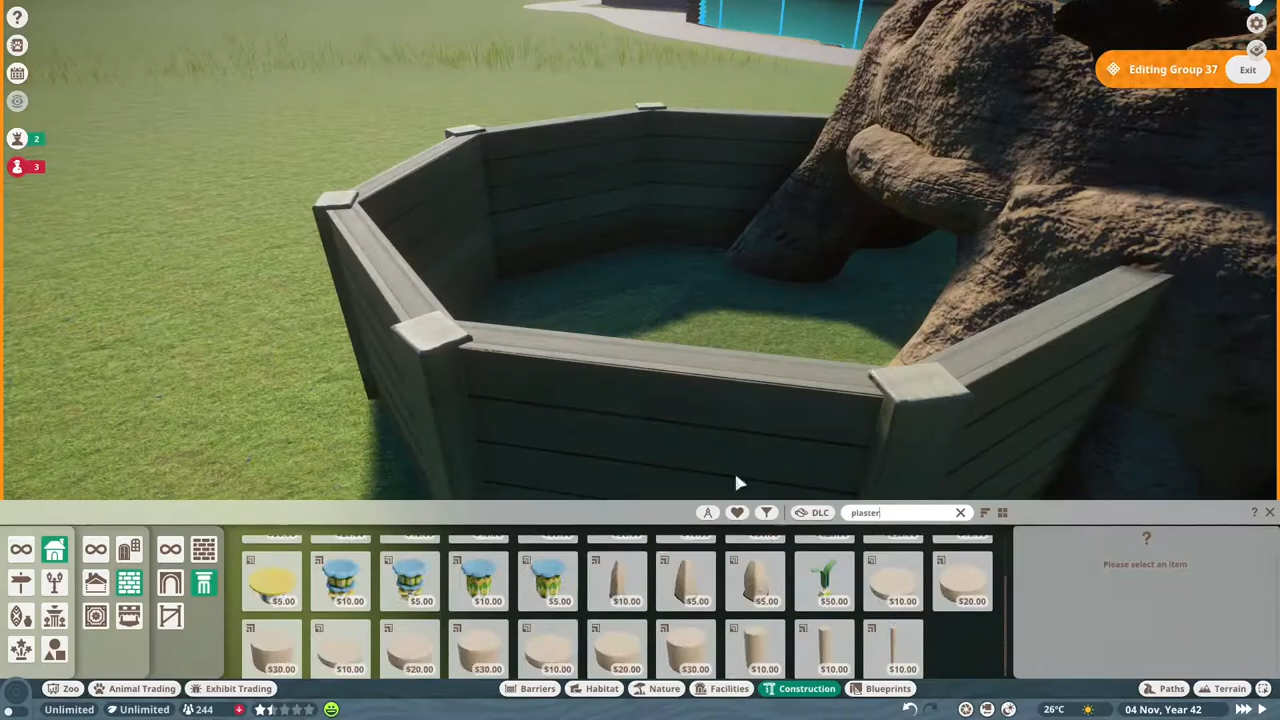 Editing Group 37
Exit
2
3
DLC
plaster
$5.00
$10.00
$5.00
$10.00
$5.00
$10.00
$5.00
$5.00
$50.00
$10.00
$20.00
$30.00
$10.00
$20.00
$30.00
$10.00
$20.00
$30.00
$10.00
$10.00
$10.00
?
Please select an item
Zoo
Animal Trading
Exhibit Trading
Barriers
Habitat
Nature
Facilities
Construction
Blueprints
Paths
Terrain
Unlimited
Unlimited
244
26°C
04 Nov, Year 42